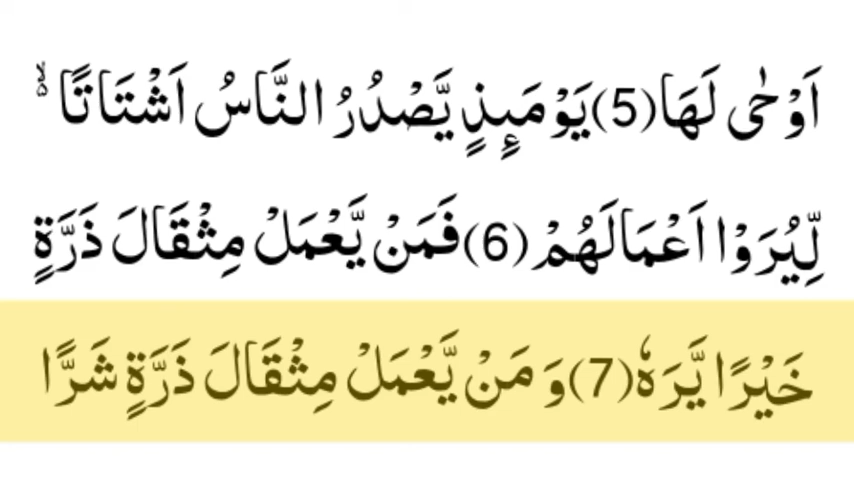 اَوْحٰى لَهَا(5)يَوْمَىِٕذٍ يَّصْدُرُ النَّاسُ اَشْتَاتًا ۙ۬
لِّيُرَوْا اَعْمَالَهُمْ(6)فَمَنْ يَّعْمَلْ مِثْقَالَ ذَرَّةٍ
خَيْرًا يَّرَهٗ(7)وَ مَنْ يَّعْمَلْ مِثْقَالَ ذَرَّةٍ شَرًّا